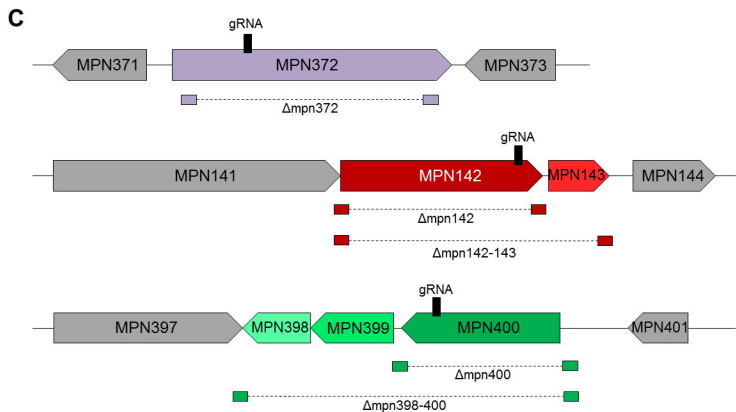 C
gRNA
MPN371 MPN372 MPN373
Δmpn372
gRNA
MPN141 MPN142 MPN143 MPN144
Δmpn142
Δmpn142-143
gRNA
MPN397 MPN398 MPN399 MPN400 MPN401
Δmpn400
Δmpn398-400